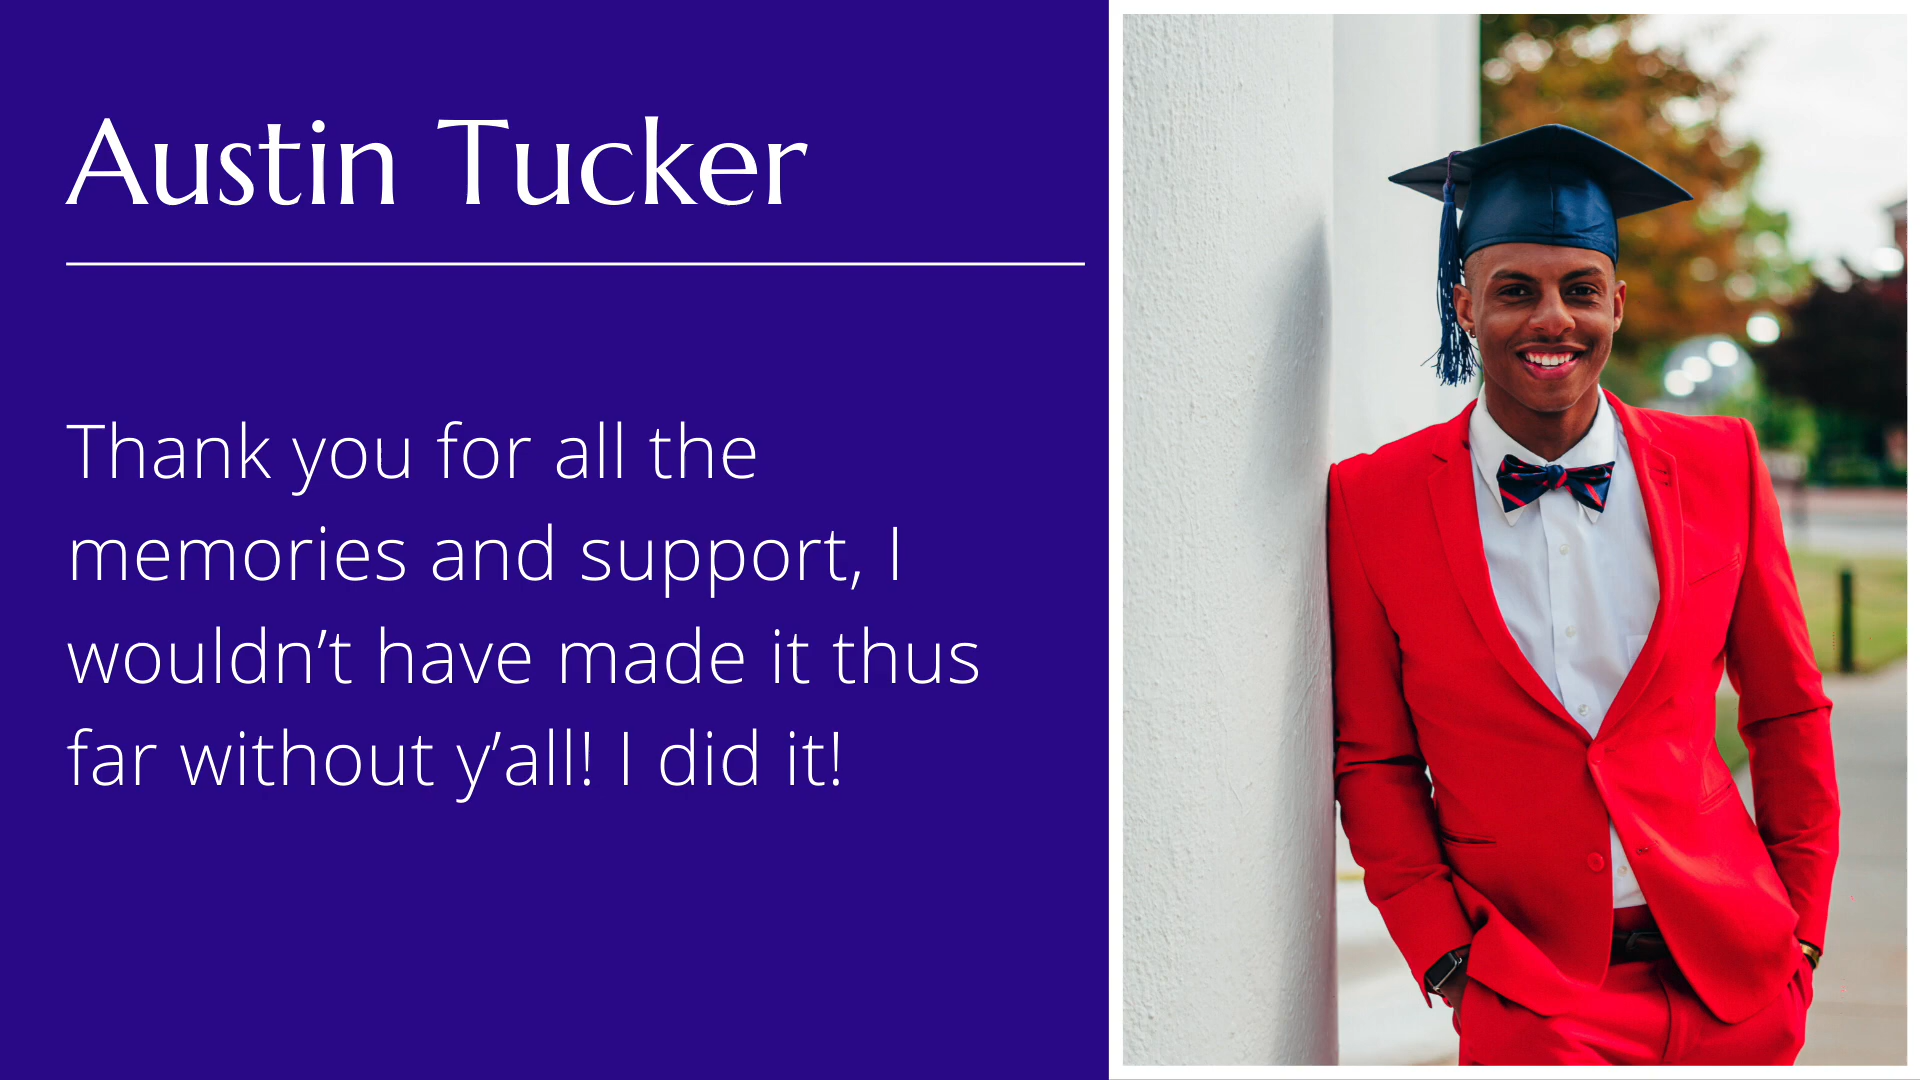 Austin Tucker
Thank you for all the
memories and support, I
wouldn’t have made it thus
far without y’all! I did it!